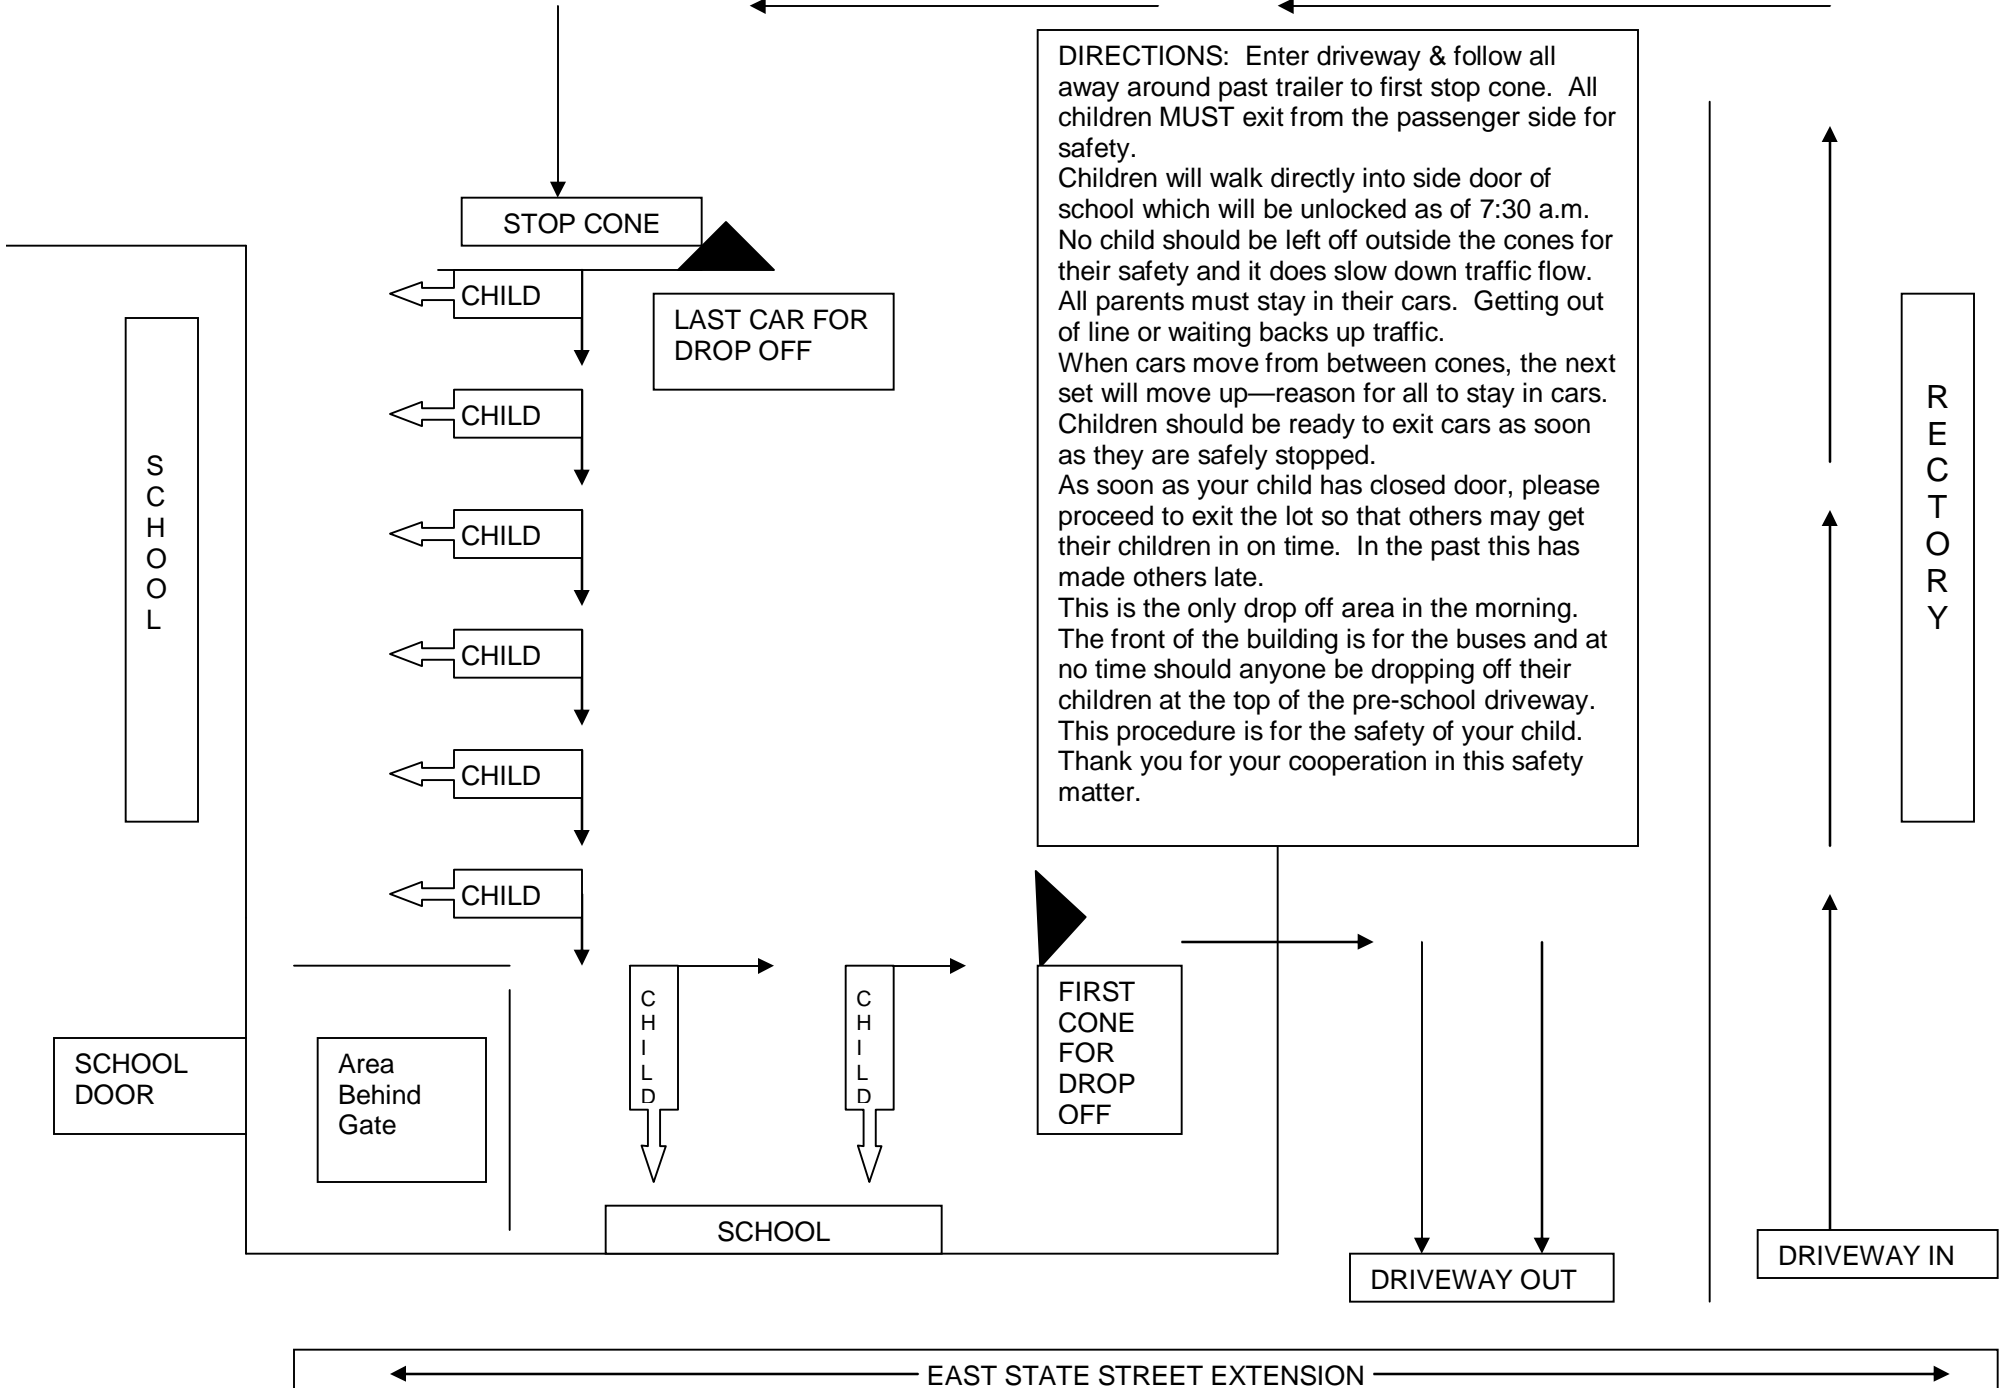 DIRECTIONS: Enter driveway & follow all
away around past trailer to first stop cone. All
children MUST exit from the passenger side for
safety.
Children will walk directly into side door of
school which will be unlocked as of 7:30 a.m.
No child should be left off outside the cones for
their safety and it does slow down traffic flow.
All parents must stay in their cars. Getting out
of line or waiting backs up traffic.
When cars move from between cones, the next
set will move up—reason for all to stay in cars.
Children should be ready to exit cars as soon
as they are safely stopped.
As soon as your child has closed door, please
proceed to exit the lot so that others may get
their children in on time. In the past this has
made others late.
This is the only drop off area in the morning.
The front of the building is for the buses and at
no time should anyone be dropping off their
children at the top of the pre-school driveway.
This procedure is for the safety of your child.
Thank you for your cooperation in this safety
matter.
STOP CONE
CHILD
LAST CAR FOR
DROP OFF
CHILD
CHILD
CHILD
CHILD
CHILD
SCHOOL
RECTORY
SCHOOL
DOOR
Area
Behind
Gate
CHILD
CHILD
FIRST
CONE
FOR
DROP
OFF
SCHOOL
DRIVEWAY OUT
DRIVEWAY IN
EAST STATE STREET EXTENSION